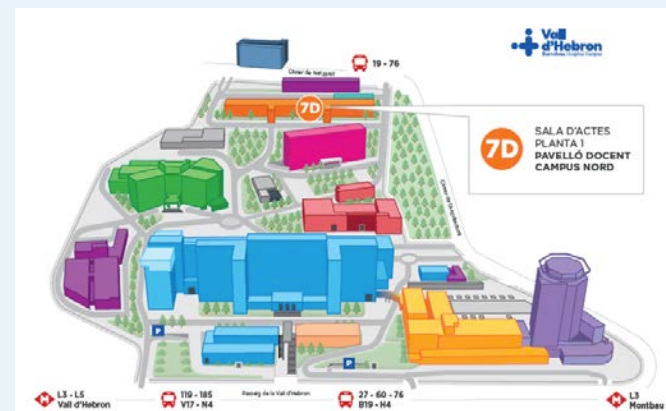 Vall
d'Hebron
Barcelona Hospital Campus
19 - 76
7D
7D
SALA D'ACTES
PLANTA 1
PAVELLÓ DOCENT
CAMPUS NORD
P
P
Passeig de la Vall d'Hebron
L3 - L5
Vall d'Hebron
119 - 185
V17 - N4
27 - 60 - 76
B19 - H4
L3
Montbau